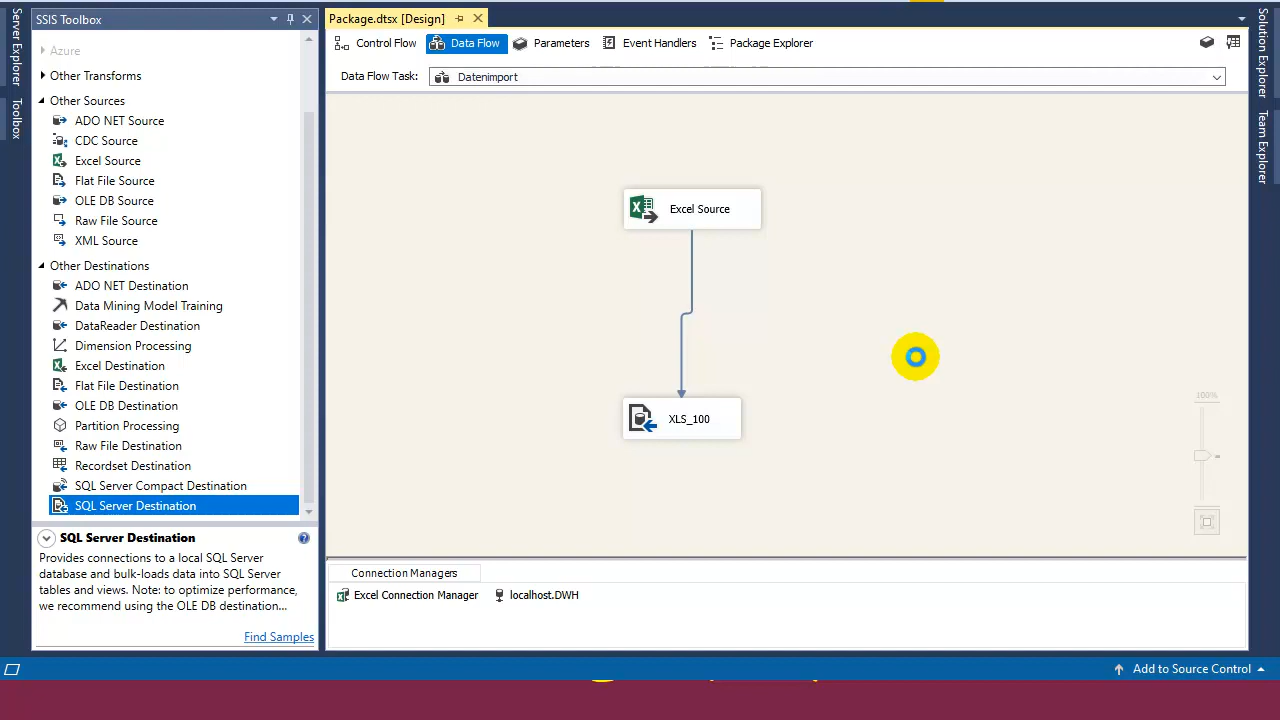 SSIS Toolbox
Package.dtsx [Design]
Server Explorer
Toolbox
Solution Explorer
Team Explorer
Control Flow
Data Flow
Parameters
Event Handlers
Package Explorer
Data Flow Task:
Datenimport
Azure
Other Transforms
Other Sources
ADO NET Source
CDC Source
Excel Source
Flat File Source
OLE DB Source
Raw File Source
XML Source
Other Destinations
ADO NET Destination
Data Mining Model Training
DataReader Destination
Dimension Processing
Excel Destination
Flat File Destination
OLE DB Destination
Partition Processing
Raw File Destination
Recordset Destination
SQL Server Compact Destination
SQL Server Destination
SQL Server Destination
Provides connections to a local SQL Server
database and bulk-loads data into SQL Server
tables and views. Note: to optimize performance,
we recommend using the OLE DB destination...
Find Samples
Excel Source
XLS_100
100%
Connection Managers
Excel Connection Manager
localhost.DWH
Add to Source Control